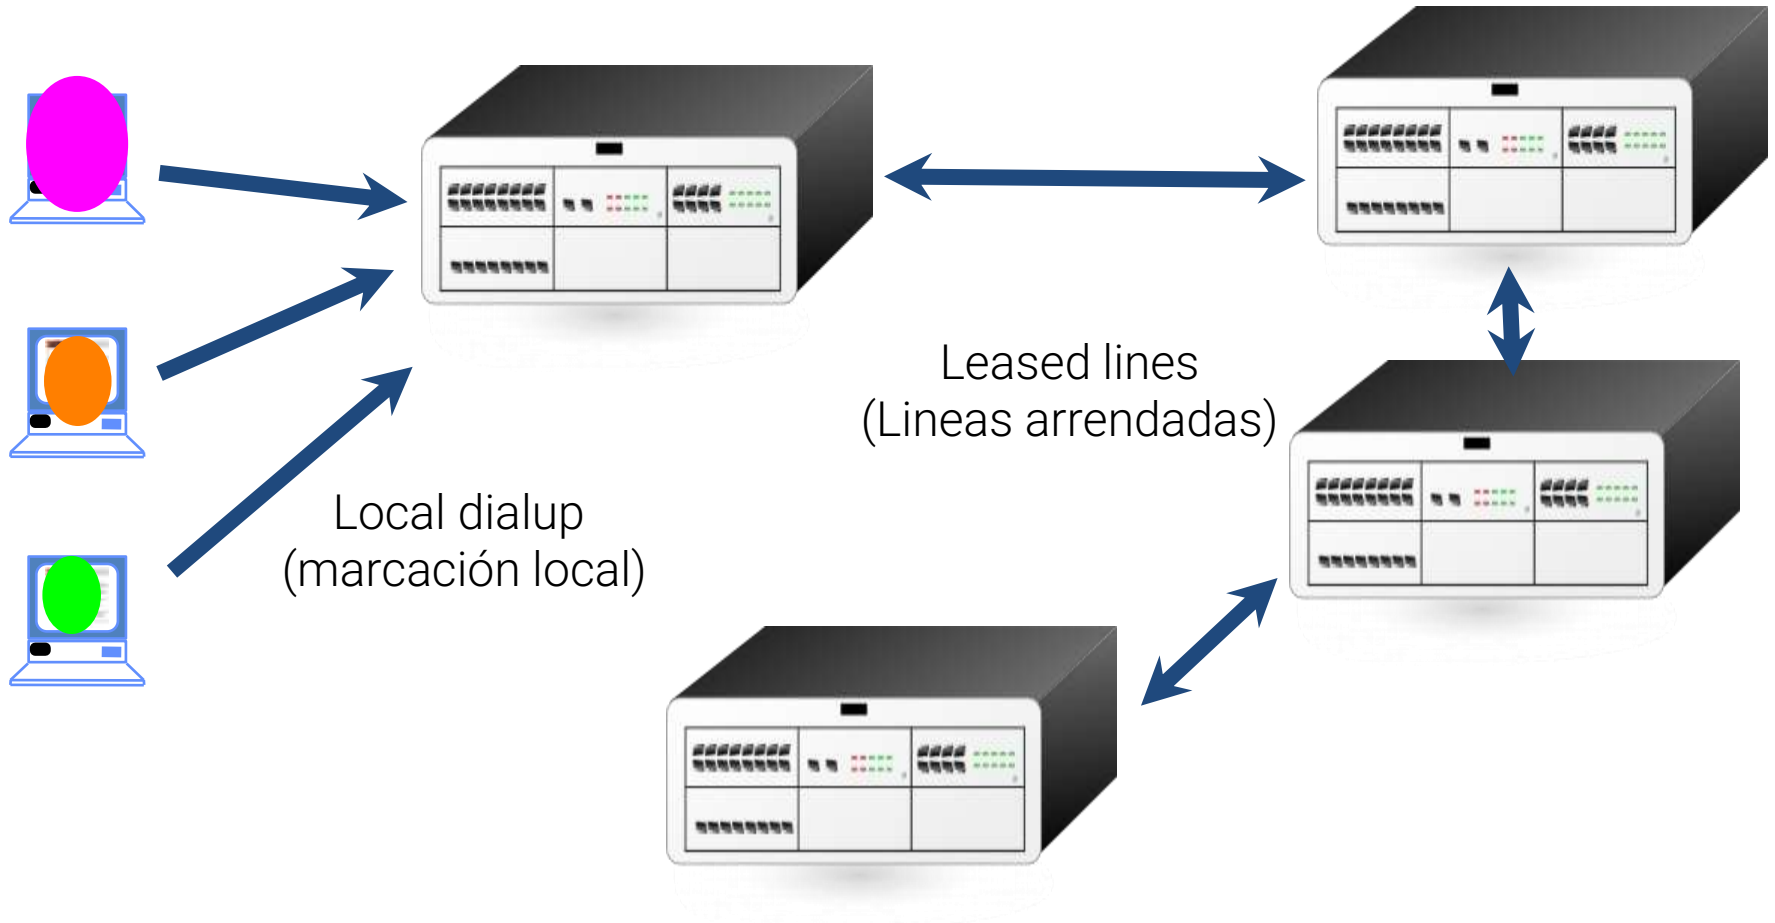 Leased lines
(Lineas arrendadas)
Local dialup
(marcación local)